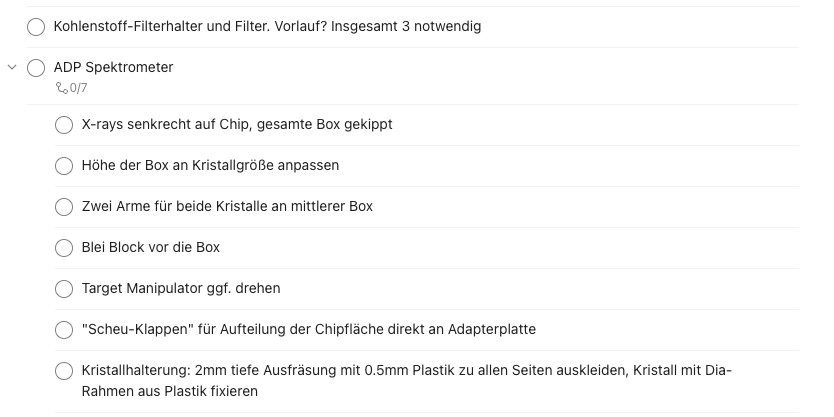 Kohlenstoff-Filterhalter und Filter. Vorlauf? Insgesamt 3 notwendig
ADP Spektrometer
0/7
X-rays senkrecht auf Chip, gesamte Box gekippt
Höhe der Box an Kristallgröße anpassen
Zwei Arme für beide Kristalle an mittlerer Box
Blei Block vor die Box
Target Manipulator ggf. drehen
"Scheu-Klappen" für Aufteilung der Chipfläche direkt an Adapterplatte
Kristallhalterung: 2mm tiefe Ausfräsung mit 0.5mm Plastik zu allen Seiten auskleiden, Kristall mit Dia-
Rahmen aus Plastik fixieren